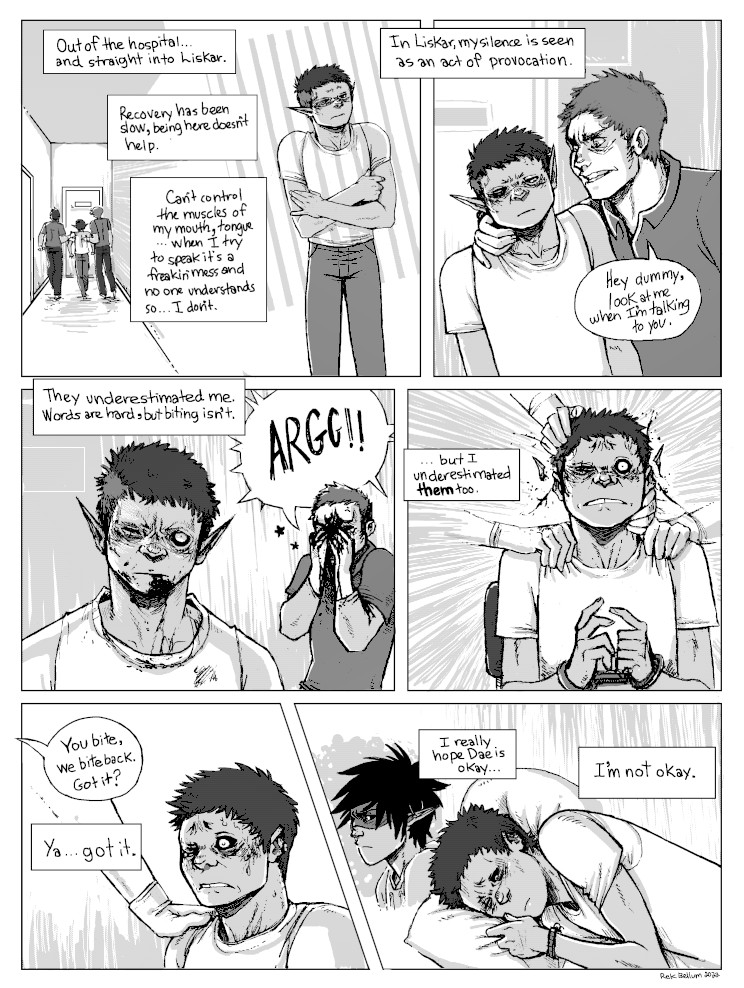 Out of the hospital...
and straight into Liskar.
Recovery has been
slow, being here doesn't
help.
Can't control
the muscles of
my mouth, tongue
... when I try
to speak it's a
freakin mess and
no one understands
so... I don't.
In Liskar, my silence is seen
as an act of provocation.
Hey dummy,
look at me
when I'm talking
to you.
They underestimated me.
Words are hard, but biting isn't.
ARGG!!
... but I
underestimated
them too.
You bite,
we bite back.
Got it?
Ya... got it.
I really
hope Dae is
okay...
I'm not okay.
Rek Bellum 2022